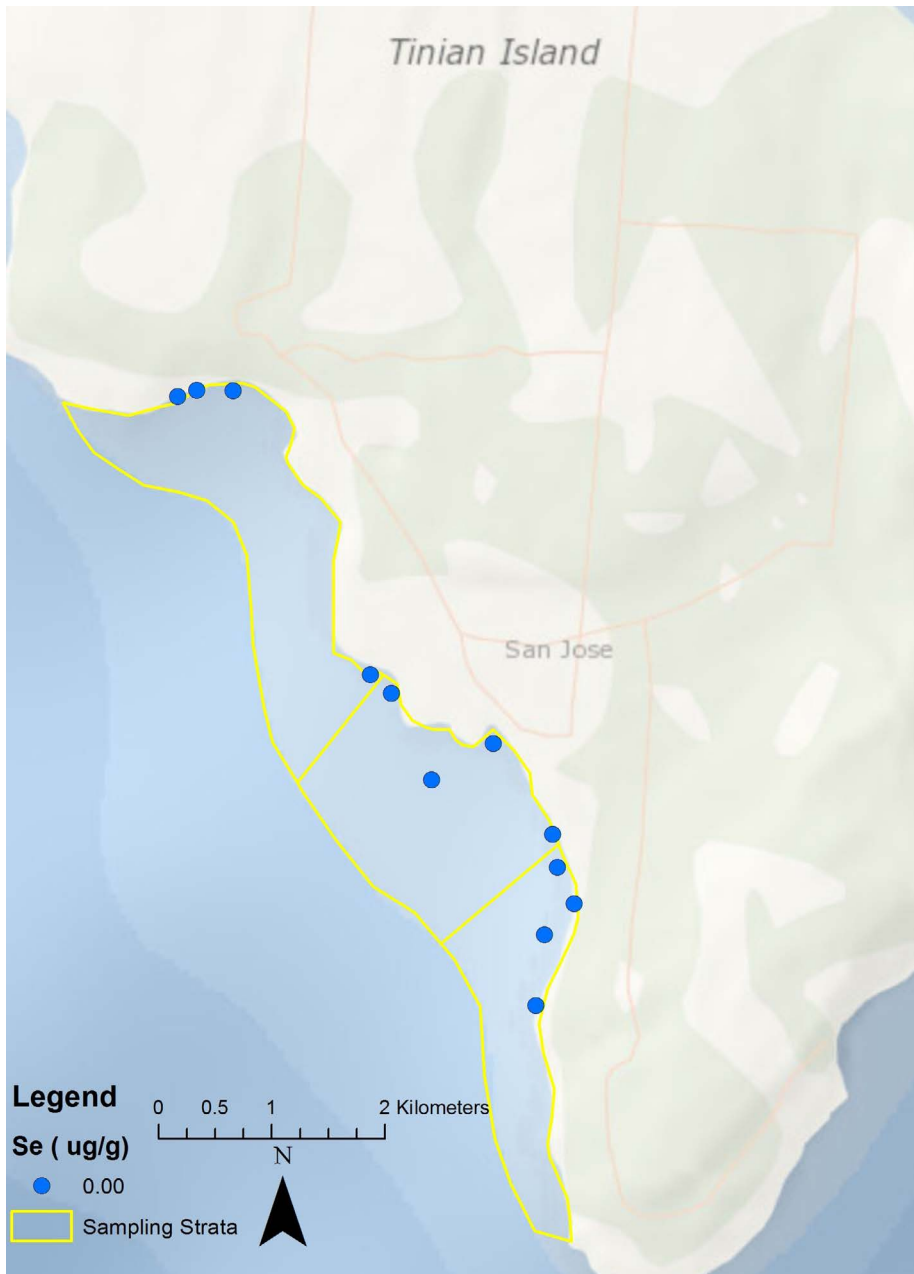 Tinian Island
San Jose
Legend
0 0.5 1 2 Kilometers
Se ( ug/g)
N
0.00
Sampling Strata